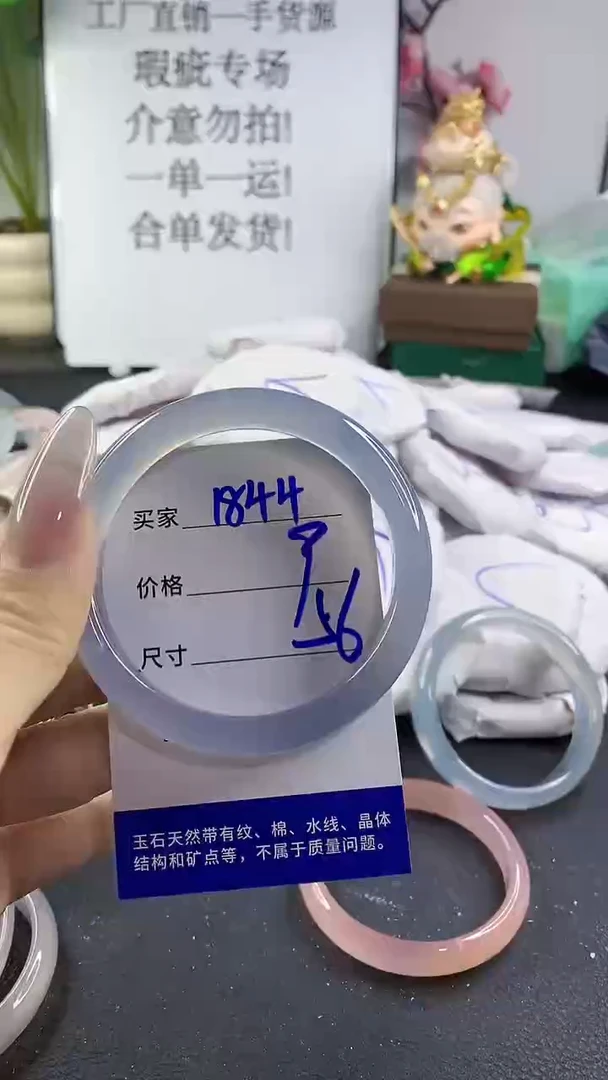 工厂直销一手货源
瑕疵专场
介意勿拍!
一单一运!
合单发货!
买家 1844
价格
尺寸 56
玉石天然带有纹、棉、水线、晶体
结构和矿点等，不属于质量问题。